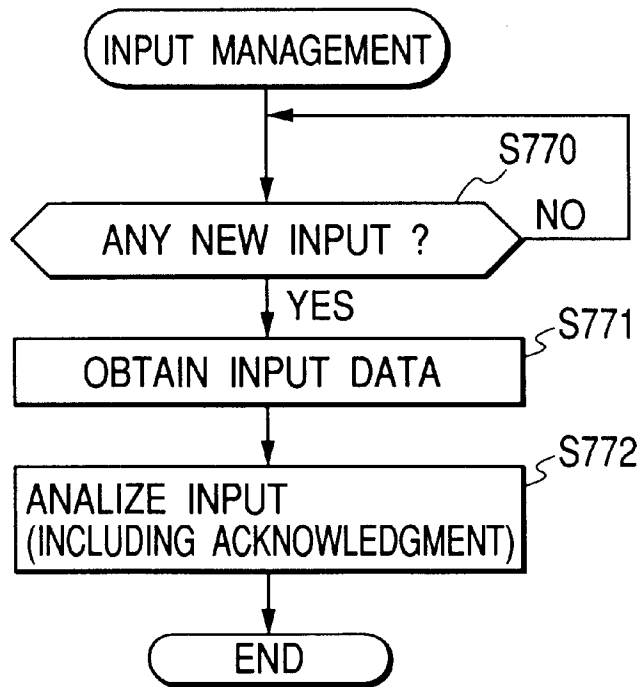 INPUT MANAGEMENT
S770
ANY NEW INPUT ?
NO
YES
S771
OBTAIN INPUT DATA
S772
ANALIZE INPUT
(INCLUDING ACKNOWLEDGMENT)
END